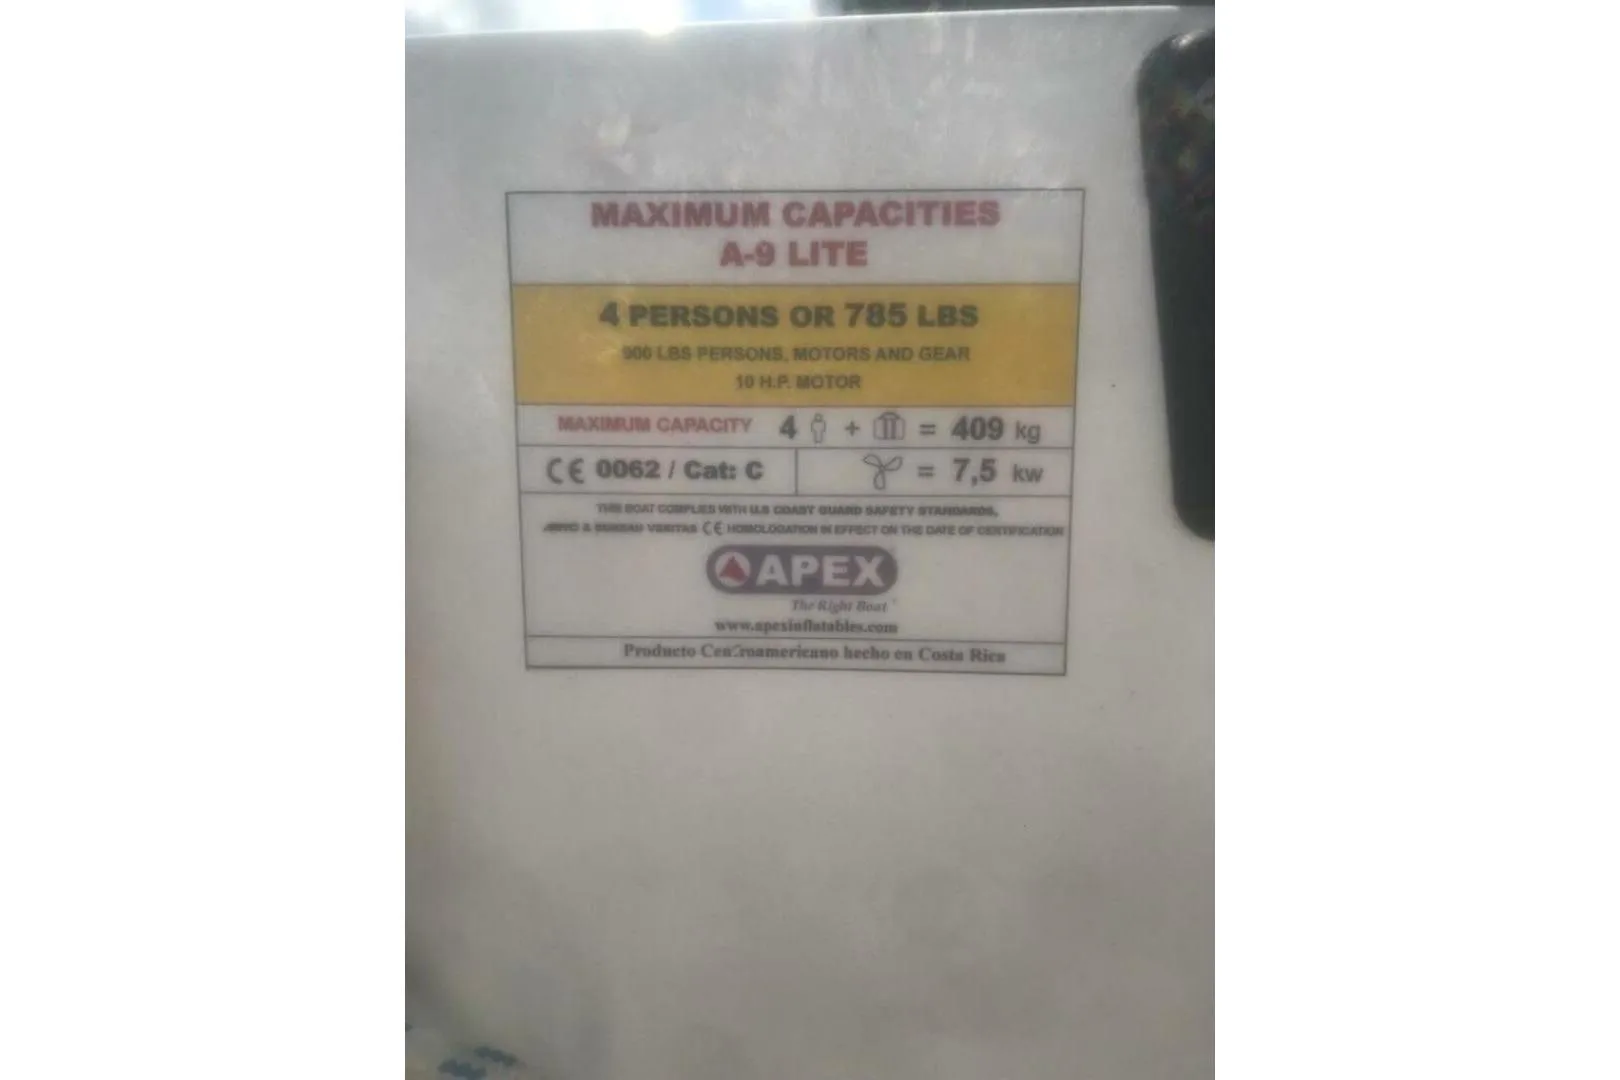 MAXIMUM CAPACITIES
A-9 LITE
4 PERSONS OR 785 LBS
900 LBS PERSONS, MOTORS AND GEAR
10 H.P. MOTOR
MAXIMUM CAPACITY 4 + = 409 kg
CE 0062 / Cat: C = 7,5 kw
THIS BOAT COMPLIES WITH U.S COAST GUARD SAFETY STANDARDS,
& BUREAU VERITAS CE HOMOLOGATION IN EFFECT ON THE DATE OF CERTIFICATION
APEX
The Right Boat
www.apexinflatables.com
Producto Centroamericano hecho en Costa Rica